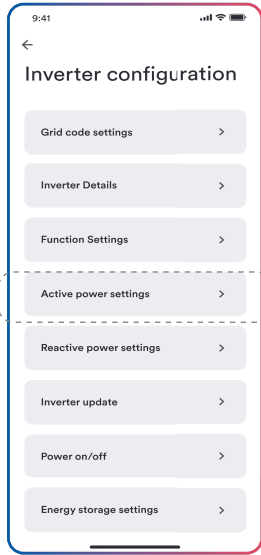 9:41
Inverter configuration
Grid code settings
Inverter Details
Function Settings
Active power settings
Reactive power settings
Inverter update
Power on/off
Energy storage settings